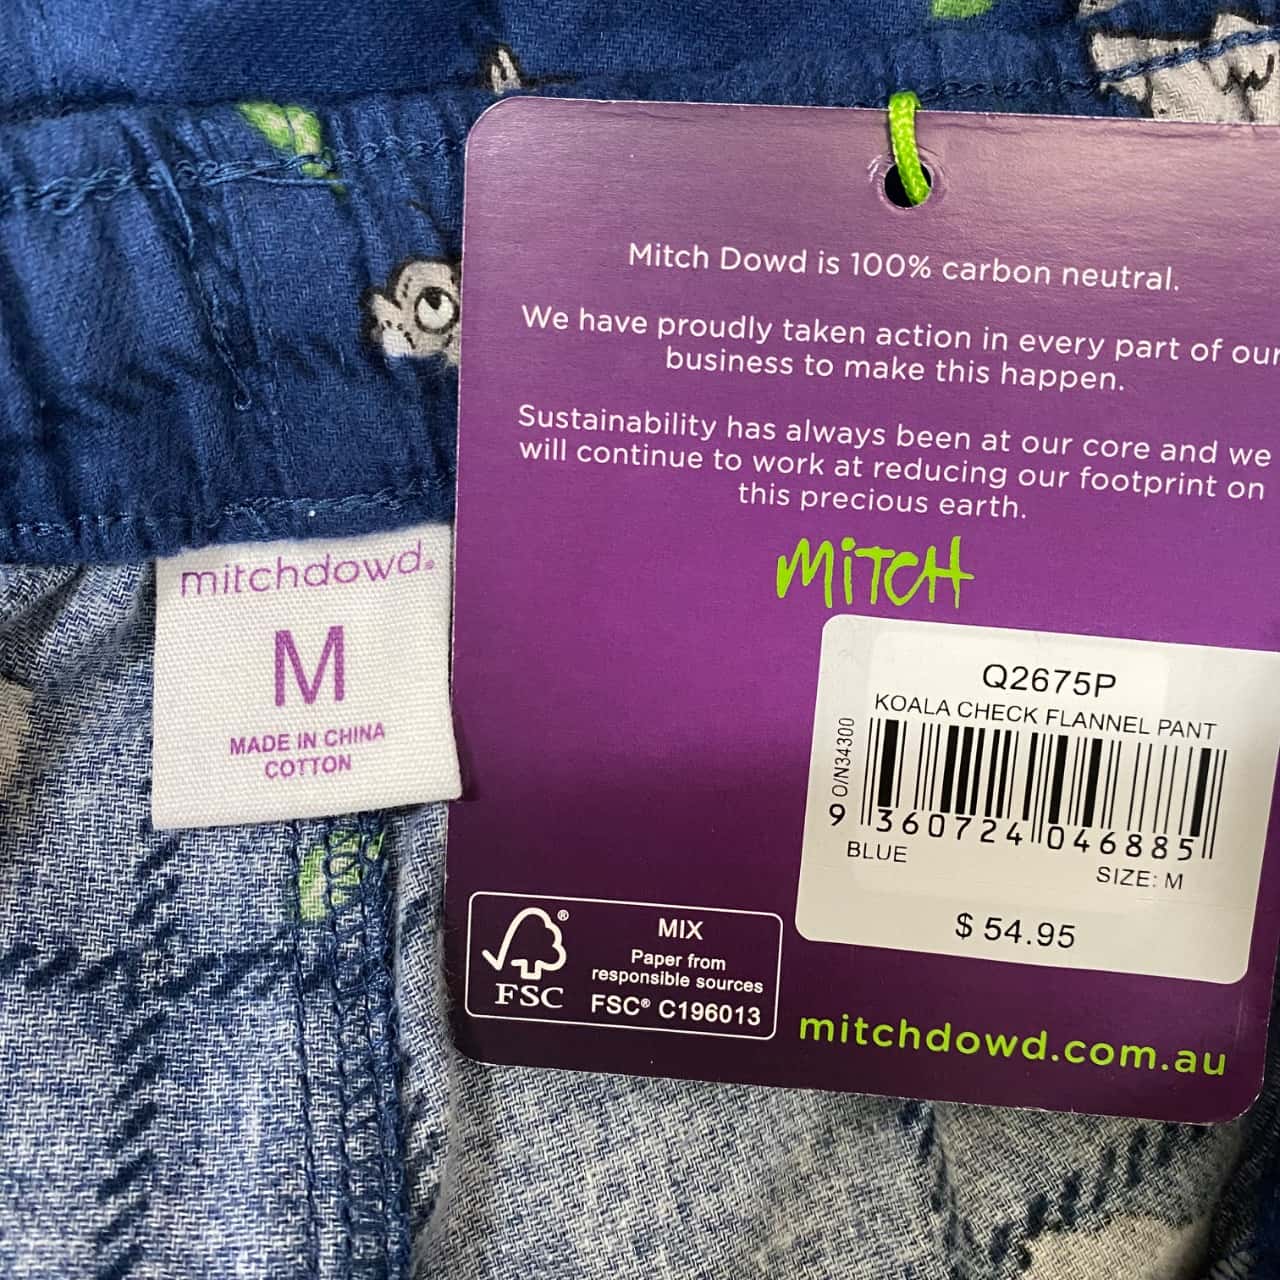 Mitch Dowd is 100% carbon neutral.
We have proudly taken action in every part of our
business to make this happen.
Sustainability has always been at our core and we
will continue to work at reducing our footprint on
this precious earth.
MiTCH
mitchdowd®
M
MADE IN CHINA
COTTON
Q2675P
KOALA CHECK FLANNEL PANT
O/N34300
9 360724 046885
BLUE
SIZE: M
$ 54.95
FSC®
MIX
Paper from
responsible sources
FSC® C196013
mitchdowd.com.au